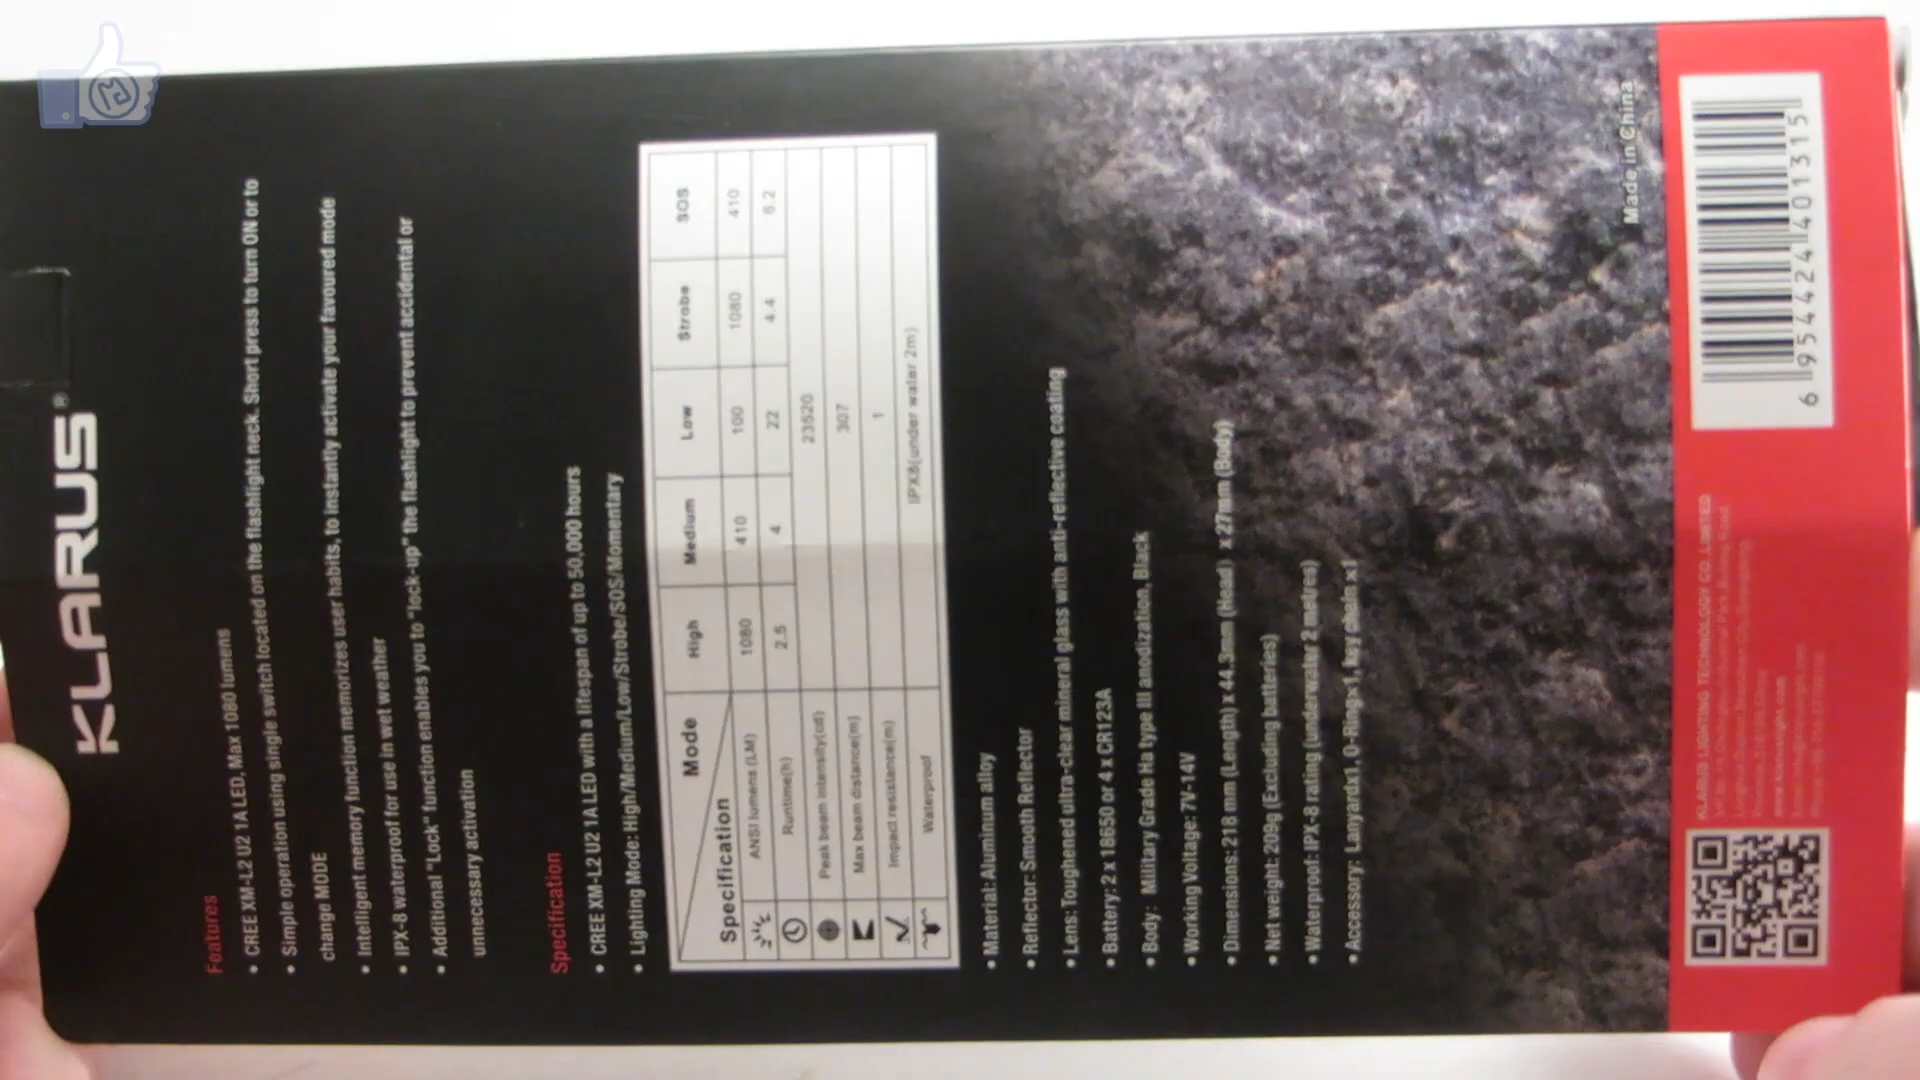 KLARUS®
Features
• CREE XM-L2 U2 1A LED, Max 1080 lumens
• Simple operation using single switch located on the flashlight neck. Short press to turn ON or to
change MODE
• Intelligent memory function memorizes user habits, to instantly activate your favoured mode
• IPX-8 waterproof for use in wet weather
• Additional "Lock" function enables you to "lock-up" the flashlight to prevent accidental or
unnecessary activation
Specification
• CREE XM-L2 U2 1A LED with a lifespan of up to 50,000 hours
• Lighting Mode: High/Medium/Low/Strobe/SOS/Momentary
Specification Mode High Medium Low Strobe SOS
ANSI lumens (LM) 1080 410 100 1080 410
Runtime(h) 2.5 4 22 4.4 6.2
Peak beam intensity(cd) 23520
Max beam distance(m) 307
Impact resistance(m) 1
Waterproof IPX8(under water 2m)
• Material: Aluminum alloy
• Reflector: Smooth Reflector
• Lens: Toughened ultra-clear mineral glass with anti-reflective coating
• Battery: 2 x 18650 or 4 x CR123A
• Body: Military Grade Ha type III anodization, Black
• Working Voltage: 7V-14V
• Dimensions: 218 mm (Length) x 44.3mm (Head) x 27mm (Body)
• Net weight: 209g (Excluding batteries)
• Waterproof: IPX-8 rating (underwater 2 metres)
• Accessory: Lanyardx1, O-Ringx1, key chain x1
Made in China
KLARUS LIGHTING TECHNOLOGY CO.,LIMITED
6 954424 401315